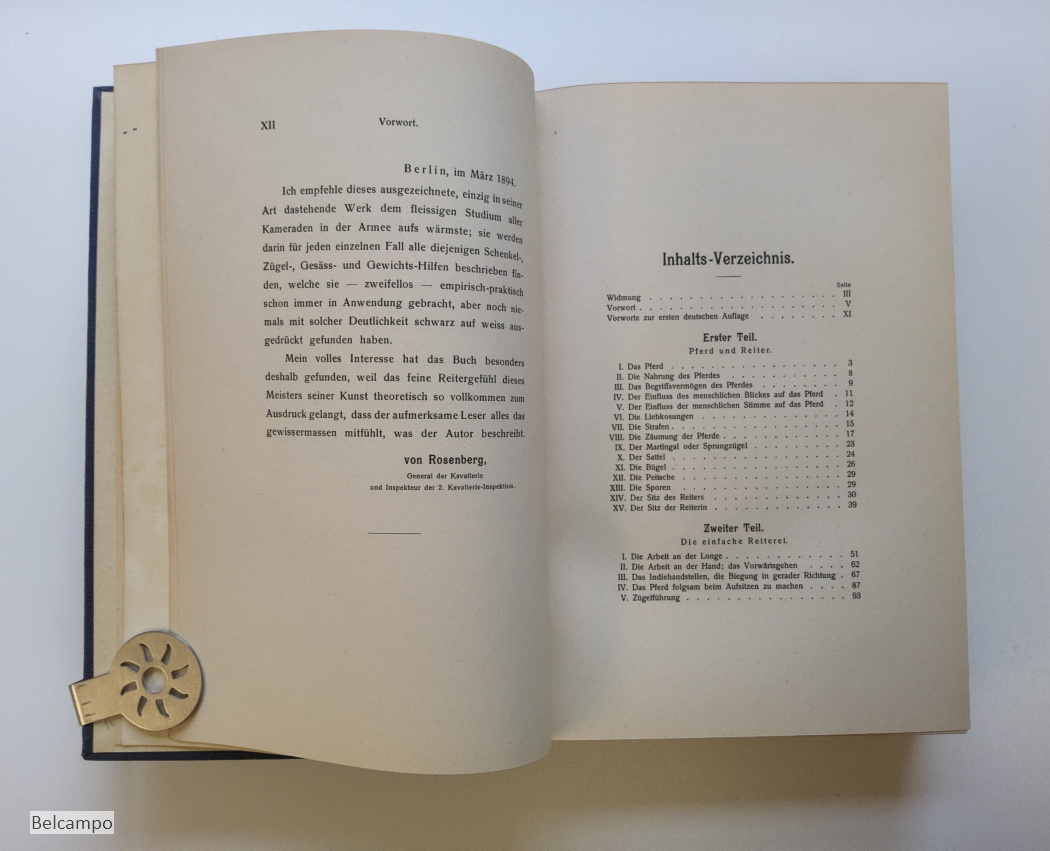 XII
Vorwort.
Berlin, im März 1894.
Ich empfehle dieses ausgezeichnete, einzig in seiner
Art dastehende Werk dem fleissigen Studium aller
Kameraden in der Armee aufs wärmste; sie werden
darin für jeden einzelnen Fall alle diejenigen Schenkel-,
Zügel-, Gesäss- und Gewichts-Hilfen beschrieben fin-
den, welche sie — zweifellos — empirisch-praktisch
schon immer in Anwendung gebracht, aber noch nie-
mals mit solcher Deutlichkeit schwarz auf weiss aus-
gedrückt gefunden haben.
Mein volles Interesse hat das Buch besonders
deshalb gefunden, weil das feine Reitergefühl dieses
Meisters seiner Kunst theoretisch so vollkommen zum
Ausdruck gelangt, dass der aufmerksame Leser alles das
gewissermassen mitfühlt, was der Autor beschreibt.
von Rosenberg,
General der Kavallerie
und Inspekteur der 2. Kavallerie-Inspektion.
Inhalts-Verzeichnis.
Seite
Widmung . . . . . . . . . . . . . . . . . . III
Vorwort . . . . . . . . . . . . . . . . . . V
Vorworte zur ersten deutschen Auflage . . . . . . . . XI
Erster Teil.
Pferd und Reiter.
I. Das Pferd . . . . . . . . . . . . . . . 3
II. Die Nahrung des Pferdes . . . . . . . . . . 8
III. Das Begriffsvermögen des Pferdes . . . . . . . 9
IV. Der Einfluss des menschlichen Blickes auf das Pferd . 11
V. Der Einfluss der menschlichen Stimme auf das Pferd . 12
VI. Die Liebkosungen . . . . . . . . . . . . 14
VII. Die Strafen . . . . . . . . . . . . . . . 15
VIII. Die Zäumung der Pferde . . . . . . . . . . 17
IX. Der Martingal oder Sprungzügel . . . . . . . . 23
X. Der Sattel . . . . . . . . . . . . . . . 24
XI. Die Bügel . . . . . . . . . . . . . . . 26
XII. Die Peitsche . . . . . . . . . . . . . . 29
XIII. Die Sporen . . . . . . . . . . . . . . . 29
XIV. Der Sitz des Reiters . . . . . . . . . . . 30
XV. Der Sitz der Reiterin . . . . . . . . . . . 39
Zweiter Teil.
Die einfache Reiterei.
I. Die Arbeit an der Longe . . . . . . . . . . 51
II. Die Arbeit an der Hand; das Vorwärtsgehen . . . . 62
III. Das Indiehandstellen, die Biegung in gerader Richtung . 67
IV. Das Pferd folgsam beim Aufsitzen zu machen . . . . 87
V. Zügelführung . . . . . . . . . . . . . . 93
Belcampo